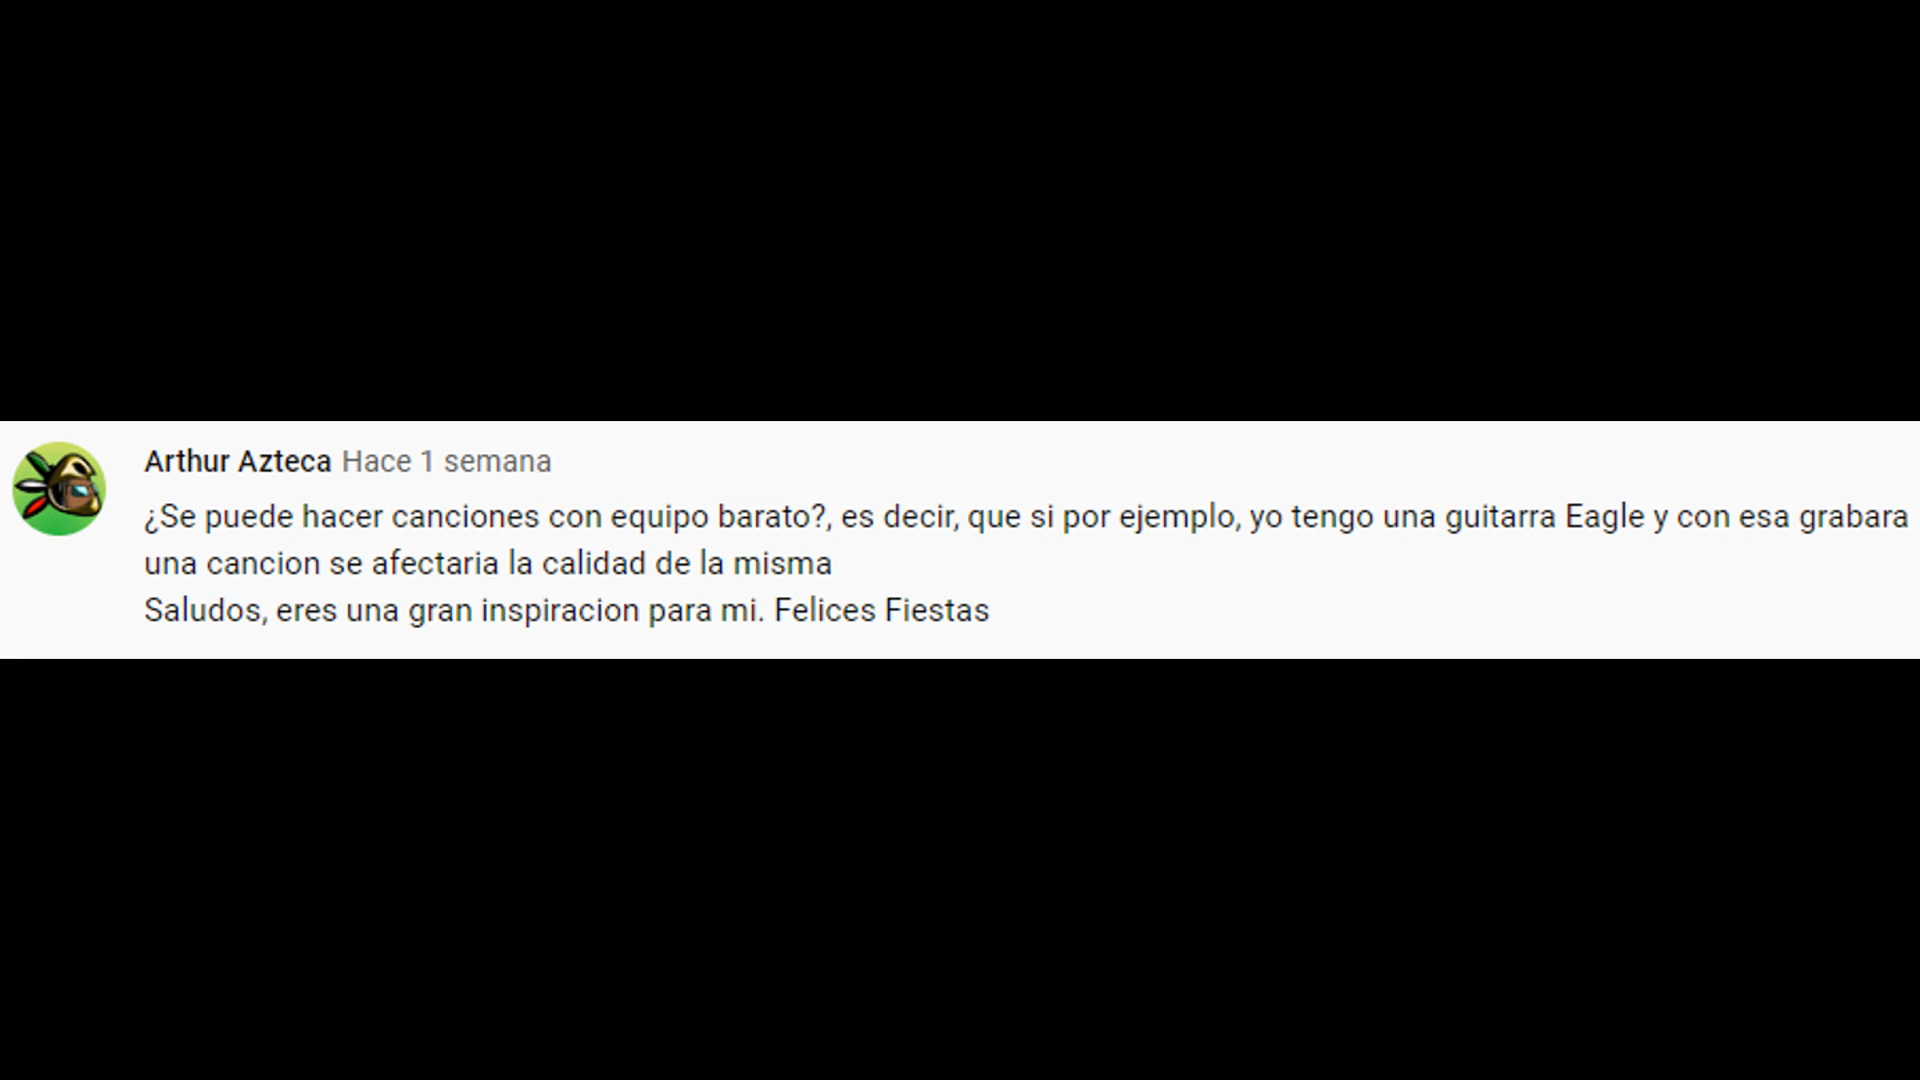 Arthur Azteca Hace 1 semana
¿Se puede hacer canciones con equipo barato?, es decir, que si por ejemplo, yo tengo una guitarra Eagle y con esa grabara
una cancion se afectaria la calidad de la misma
Saludos, eres una gran inspiracion para mi. Felices Fiestas